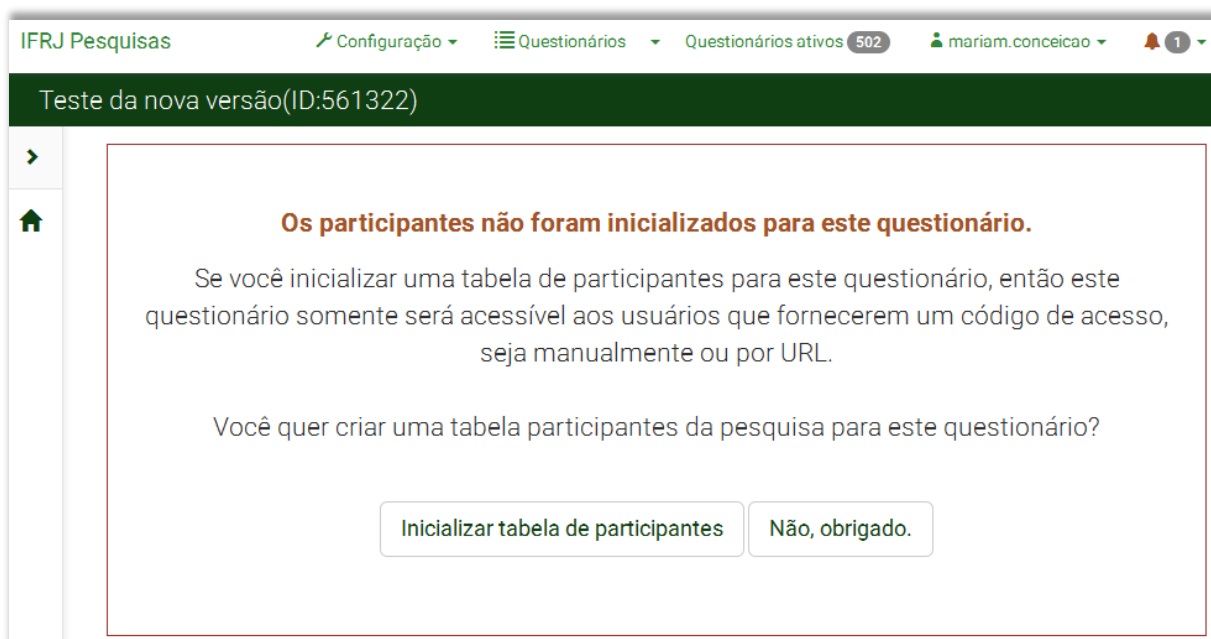 IFRJ Pesquisas Configuração Questionários Questionários ativos 502 mariam.conceicao 1
Teste da nova versão(ID:561322)
Os participantes não foram inicializados para este questionário.
Se você inicializar uma tabela de participantes para este questionário, então este
questionário somente será acessível aos usuários que fornecerem um código de acesso,
seja manualmente ou por URL.
Você quer criar uma tabela participantes da pesquisa para este questionário?
Inicializar tabela de participantes Não, obrigado.